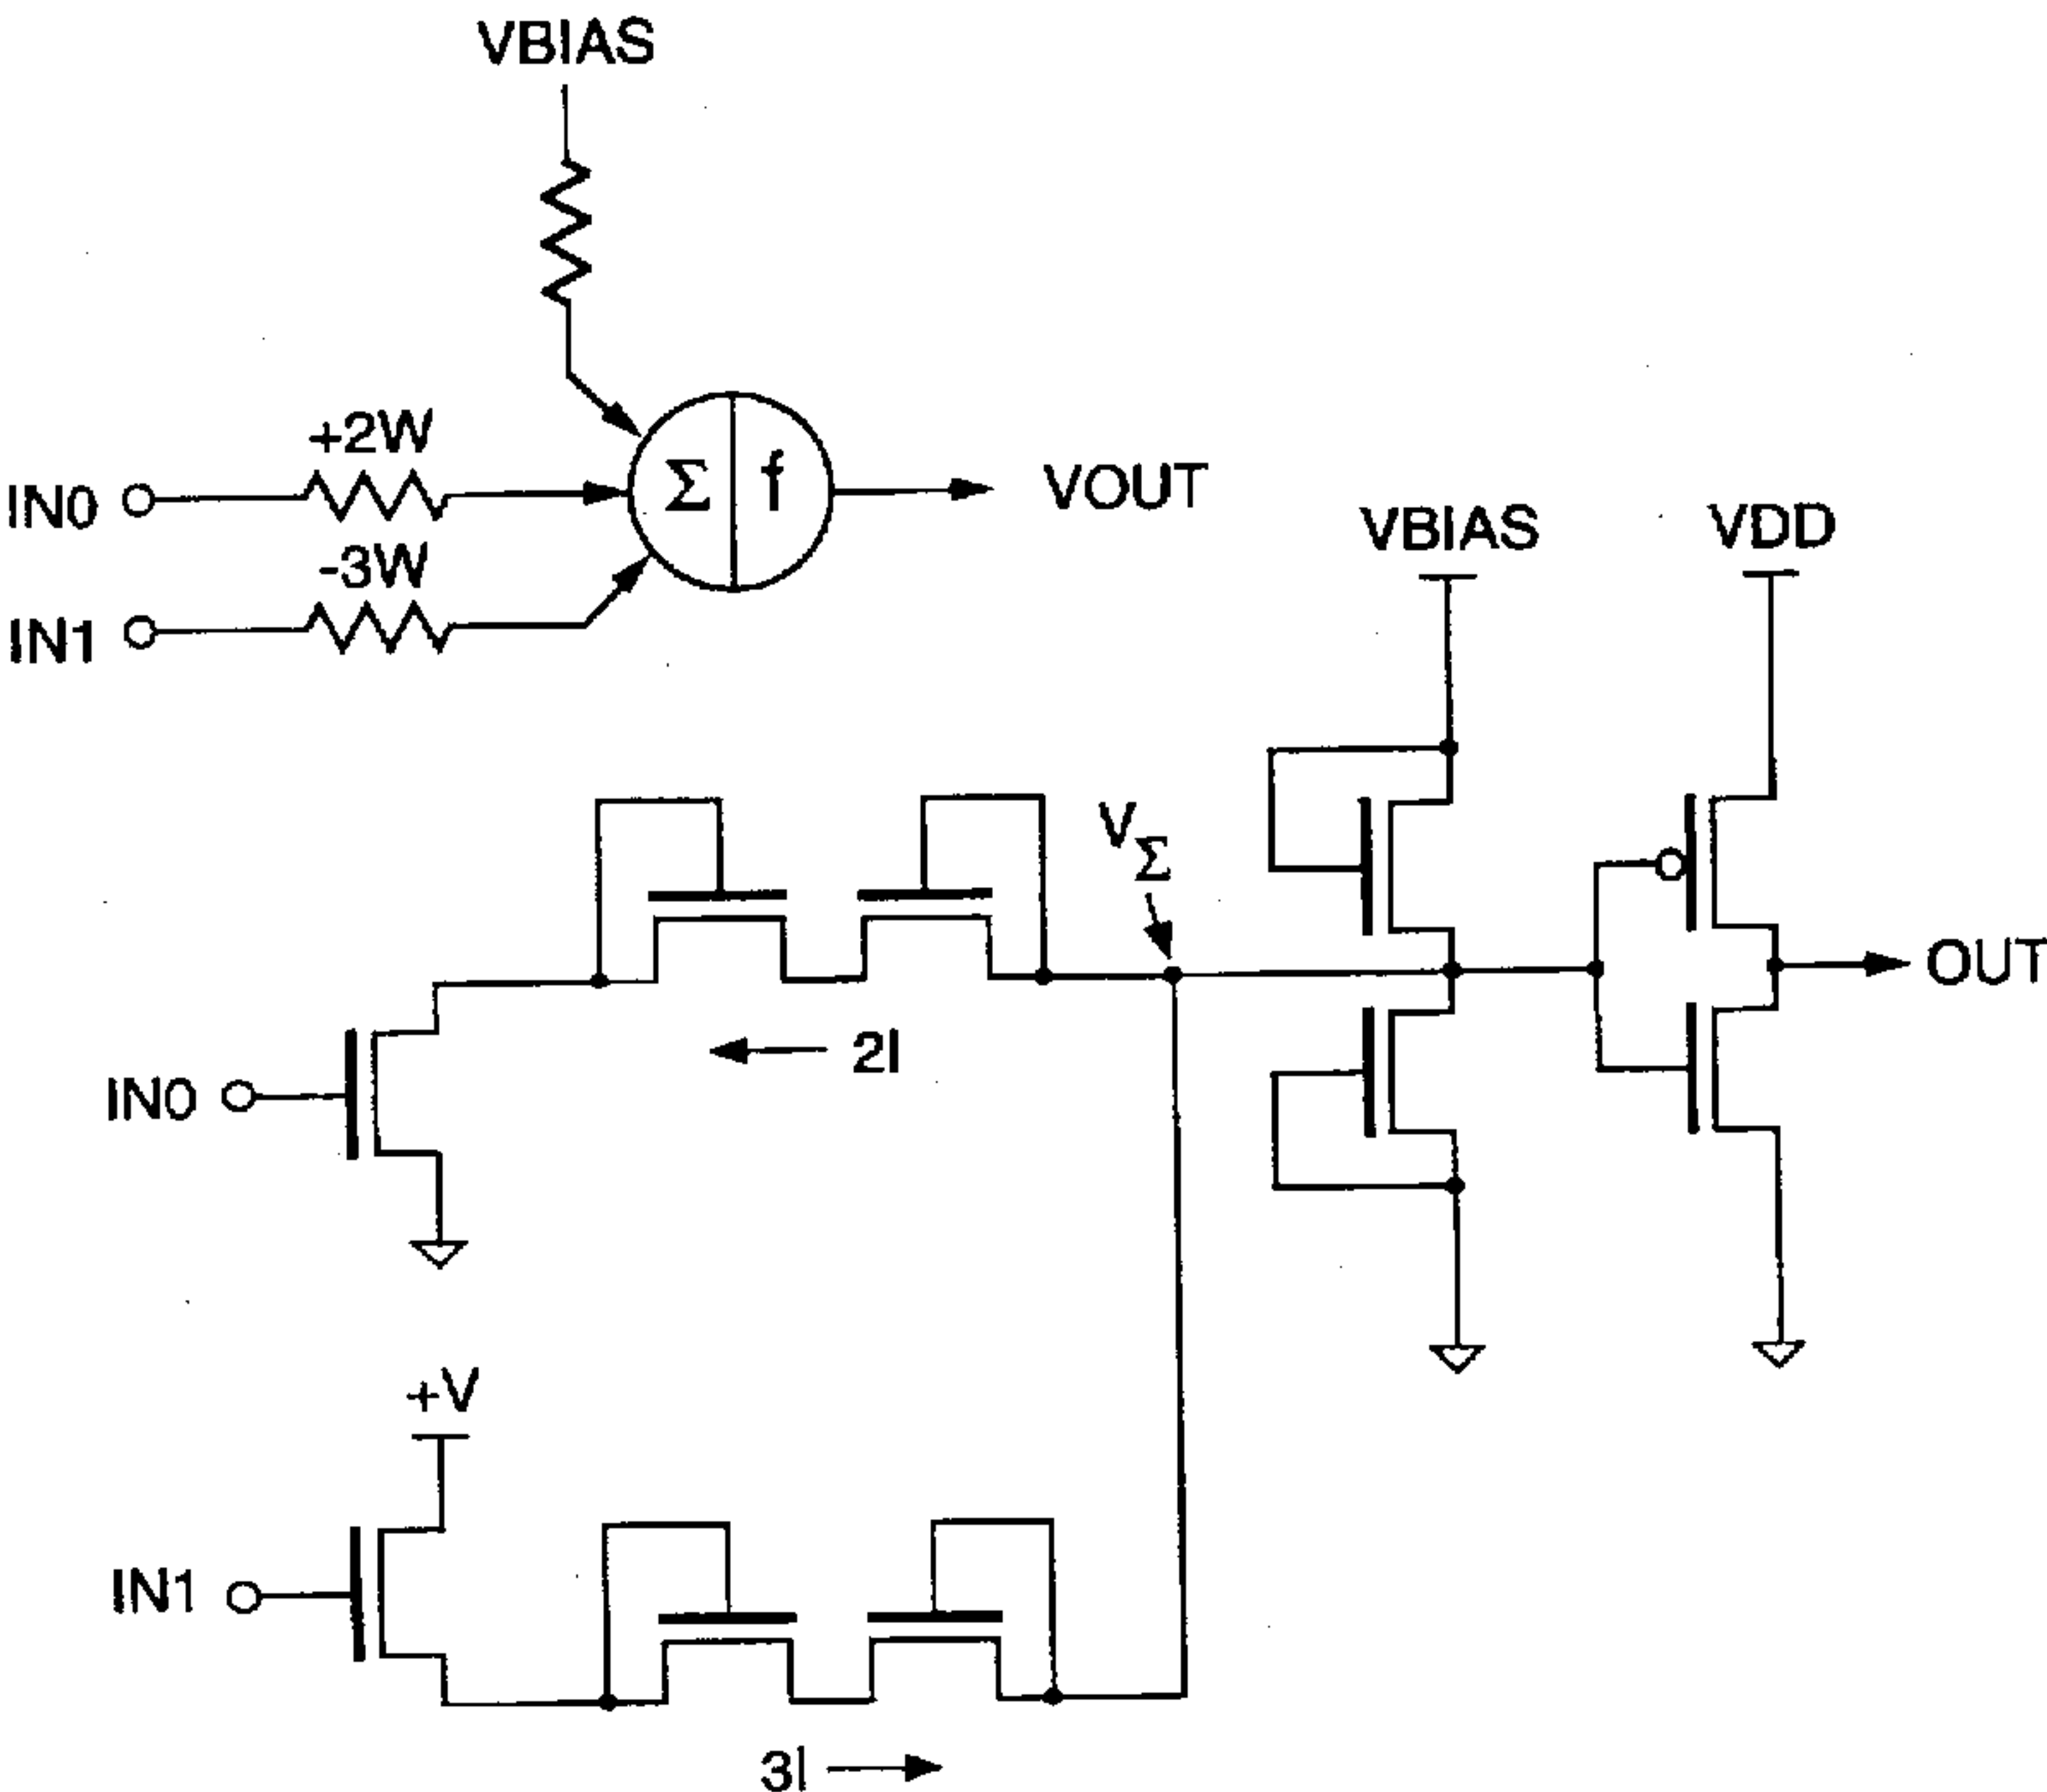 VBIAS
+2W
IN0
Σ f
VOUT
-3W
IN1
VBIAS
VDD
VΣ
OUT
2I
IN0
+V
IN1
3I